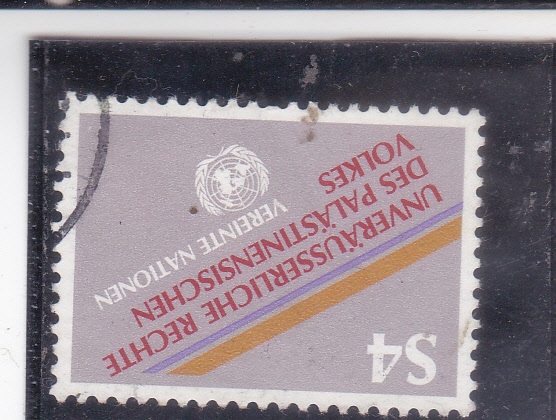 S4
UNVERÄUSSERLICHE RECHTE
DES PALÄSTINENSISCHEN
VOLKES
VEREINTE NATIONEN